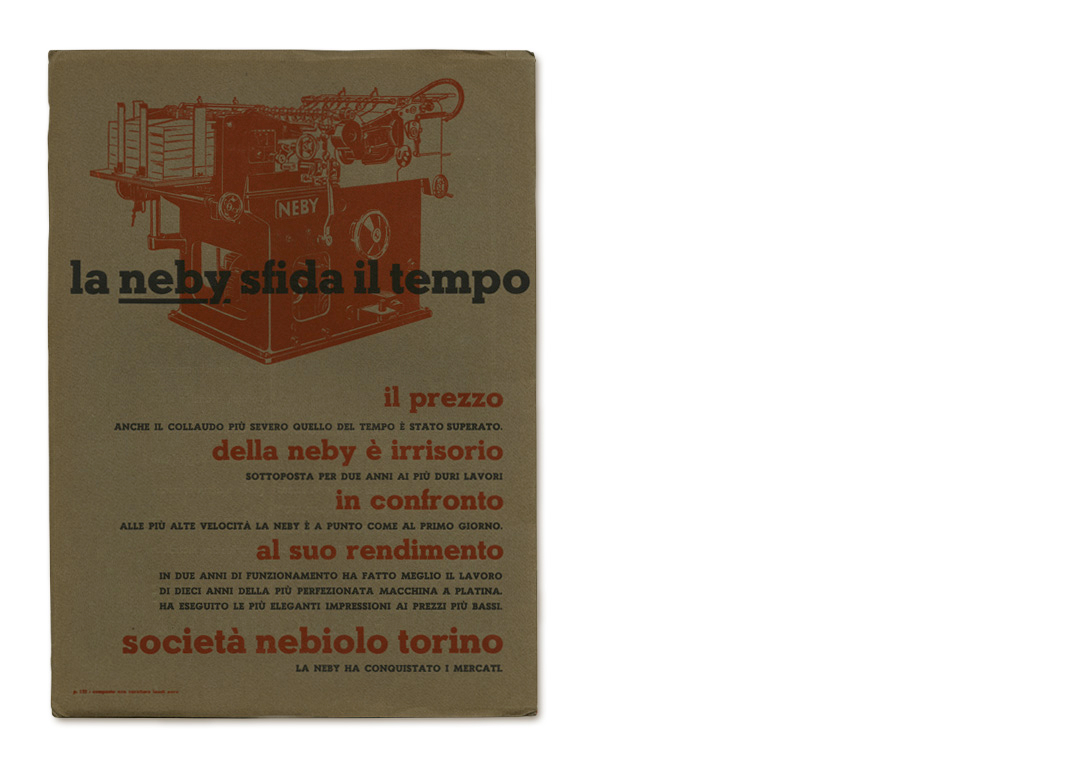 NEBY
la neby sfida il tempo
il prezzo
ANCHE IL COLLAUDO PIÙ SEVERO QUELLO DEL TEMPO È STATO SUPERATO.
della neby è irrisorio
SOTTOPOSTA PER DUE ANNI AI PIÙ DURI LAVORI
in confronto
ALLE PIÙ ALTE VELOCITÀ LA NEBY È A PUNTO COME AL PRIMO GIORNO.
al suo rendimento
IN DUE ANNI DI FUNZIONAMENTO HA FATTO MEGLIO IL LAVORO
DI DIECI ANNI DELLA PIÙ PERFEZIONATA MACCHINA A PLATINA.
HA ESEGUITO LE PIÙ ELEGANTI IMPRESSIONI AI PREZZI PIÙ BASSI.
società nebiolo torino
LA NEBY HA CONQUISTATO I MERCATI.